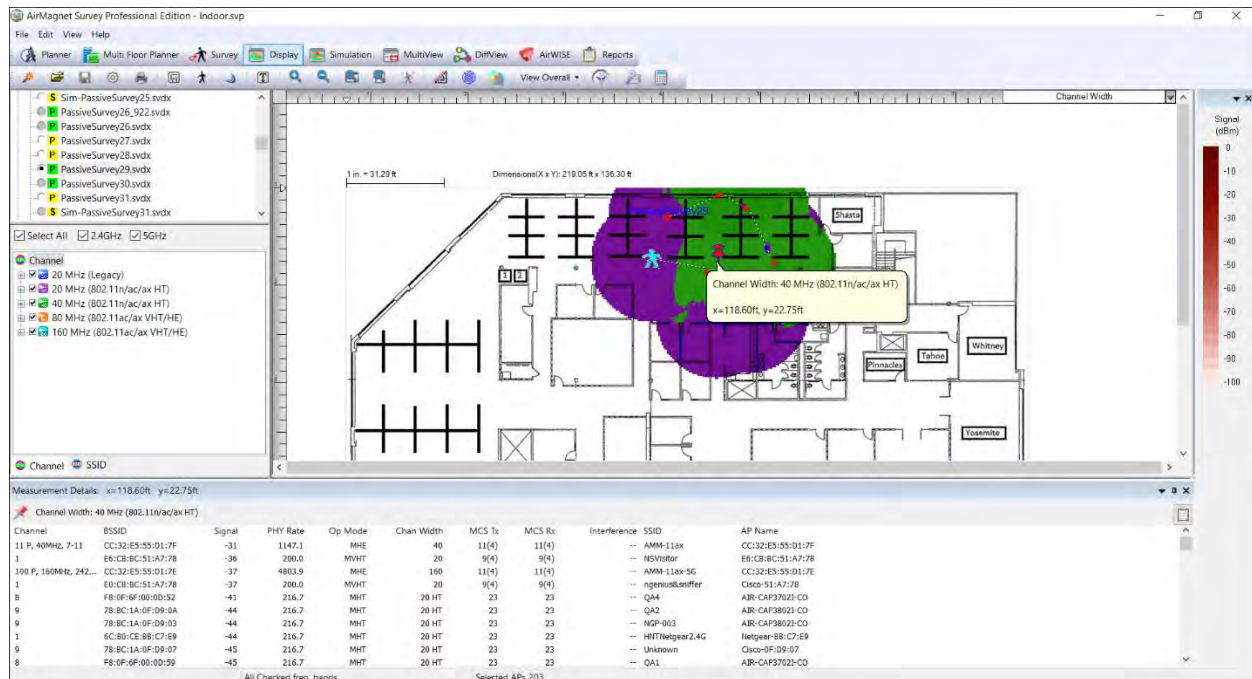 AirMagnet Survey Professional Edition - Indoor.svp
File Edit View Help
Planner Multi Floor Planner Survey Display Simulation MultiView DiffView AirWISE Reports
View Overall
S Sim-PassiveSurvey25.svdx
P PassiveSurvey26_922.svdx
P PassiveSurvey26.svdx
P PassiveSurvey27.svdx
P PassiveSurvey28.svdx
P PassiveSurvey29.svdx
P PassiveSurvey30.svdx
P PassiveSurvey31.svdx
S Sim-PassiveSurvey31.svdx
Select All 2.4GHz 5GHz
Channel
20 MHz (Legacy)
20 MHz (802.11n/ac/ax HT)
40 MHz (802.11n/ac/ax HT)
80 MHz (802.11ac/ax VHT/HE)
160 MHz (802.11ac/ax VHT/HE)
Channel SSID
Channel Width
1 in. = 31.29 ft Dimensions(X x Y): 219.05 ft x 136.30 ft
Shasta
1 2
Channel Width: 40 MHz (802.11n/ac/ax HT)
x=118.60ft, y=22.75ft
Whitney
Tahoe
Pinnacles
Yosemite
Signal
(dBm)
0
-10
-20
-30
-40
-50
-60
-70
-80
-90
-100
Measurement Details: x=118.60ft y=22.75ft
Channel Width: 40 MHz (802.11n/ac/ax HT)
Channel BSSID Signal PHY Rate Op Mode Chan Width MCS Tx MCS Rx Interference SSID AP Name
11 P, 40MHz, 7-11 CC:32:E5:55:D1:7F -31 1147.1 MHE 40 11(4) 11(4) -- AMM-11ax CC:32:E5:55:D1:7F
1 E6:CB:BC:51:A7:78 -36 200.0 MVHT 20 9(4) 9(4) -- NSVisitor E6:CB:BC:51:A7:78
100 P, 160MHz, 242... CC:32:E5:55:D1:7E -37 4803.9 MHE 160 11(4) 11(4) -- AMM-11ax-5G CC:32:E5:55:D1:7E
1 E0:CB:BC:51:A7:78 -37 200.0 MVHT 20 9(4) 9(4) -- ngenius&sniffer Cisco-51:A7:78
8 F8:0F:6F:00:0D:52 -41 216.7 MHT 20 HT 23 23 -- QA4 AIR-CAP3702I-CO
9 78:BC:1A:0F:D9:0A -44 216.7 MHT 20 HT 23 23 -- QA2 AIR-CAP3802I-CO
9 78:BC:1A:0F:D9:03 -44 216.7 MHT 20 HT 23 23 -- NGP-003 AIR-CAP3802I-CO
1 6C:B0:CE:BB:C7:E9 -44 216.7 MHT 20 HT 23 23 -- HNTNetgear2.4G Netgear-BB:C7:E9
9 78:BC:1A:0F:D9:07 -45 216.7 MHT 20 HT 23 23 -- Unknown Cisco-0F:D9:07
8 F8:0F:6F:00:0D:59 -45 216.7 MHT 20 HT 23 23 -- QA1 AIR-CAP3702I-CO
All Checked freq. bands Selected APs 203